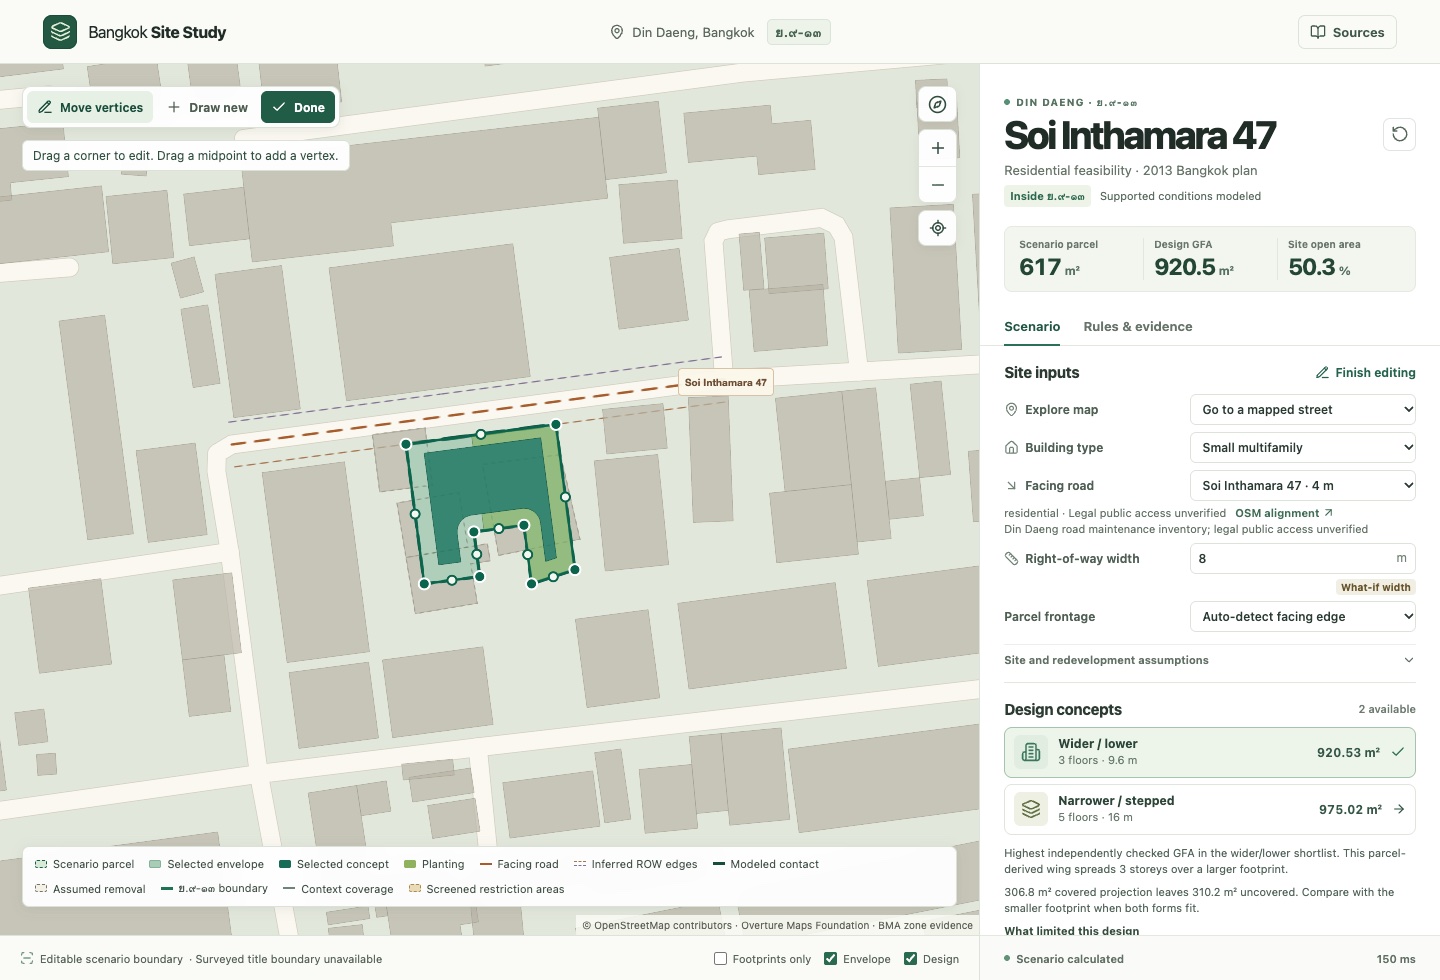 Bangkok Site Study
Din Daeng, Bangkok
ย.๙-๑๓
Sources
Move vertices
Draw new
Done
Drag a corner to edit. Drag a midpoint to add a vertex.
Soi Inthamara 47
Scenario parcel
Selected envelope
Selected concept
Planting
Facing road
Inferred ROW edges
Modeled contact
Assumed removal
ย.๙-๑๓ boundary
Context coverage
Screened restriction areas
© OpenStreetMap contributors · Overture Maps Foundation · BMA zone evidence
Editable scenario boundary · Surveyed title boundary unavailable
Footprints only
Envelope
Design
DIN DAENG · ย.๙-๑๓
Soi Inthamara 47
Residential feasibility · 2013 Bangkok plan
Inside ย.๙-๑๓ Supported conditions modeled
Scenario parcel
617 m²
Design GFA
920.5 m²
Site open area
50.3 %
Scenario
Rules & evidence
Site inputs
Finish editing
Explore map
Go to a mapped street
Building type
Small multifamily
Facing road
Soi Inthamara 47 · 4 m
residential · Legal public access unverified OSM alignment
Din Daeng road maintenance inventory; legal public access unverified
Right-of-way width
8 m
What-if width
Parcel frontage
Auto-detect facing edge
Site and redevelopment assumptions
Design concepts
2 available
Wider / lower
3 floors · 9.6 m
920.53 m²
Narrower / stepped
5 floors · 16 m
975.02 m²
Highest independently checked GFA in the wider/lower shortlist. This parcel-
derived wing spreads 3 storeys over a larger footprint.
306.8 m² covered projection leaves 310.2 m² uncovered. Compare with the
smaller footprint when both forms fit.
What limited this design
Scenario calculated
150 ms